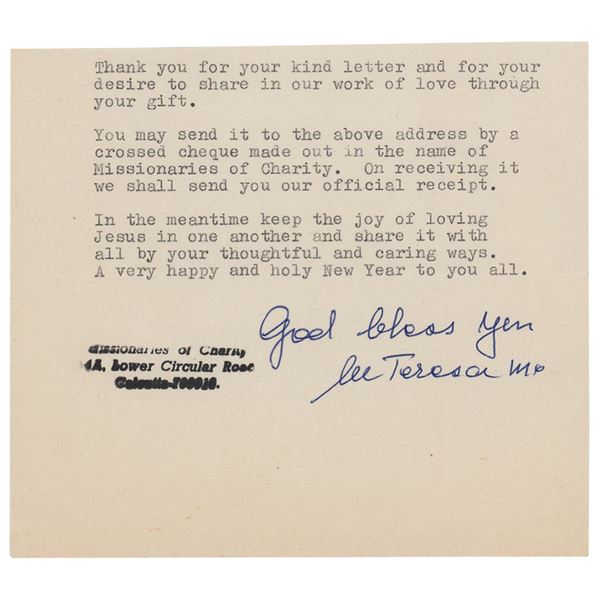 Thank you for your kind letter and for your
desire to share in our work of love through
your gift.
You may send it to the above address by a
crossed cheque made out in the name of
Missionaries of Charity. On receiving it
we shall send you our official receipt.
In the meantime keep the joy of loving
Jesus in one another and share it with
all by your thoughtful and caring ways.
A very happy and holy New Year to you all.
God bless you
M Teresa MC
Missionaries of Charity
4A, Lower Circular Road
Calcutta-700016.